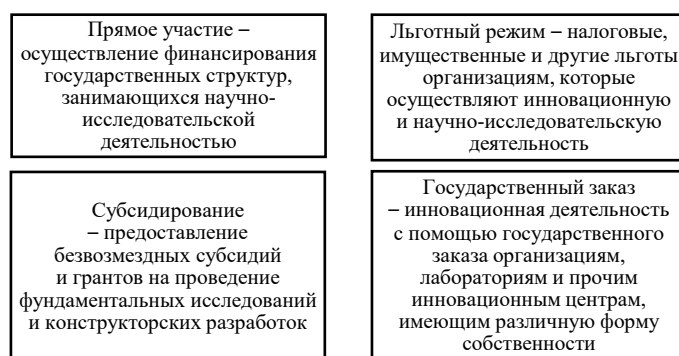 Прямое участие –
осуществление финансирования
государственных структур,
занимающихся научно-
исследовательской
деятельностью
Льготный режим – налоговые,
имущественные и другие льготы
организациям, которые
осуществляют инновационную
и научно-исследовательскую
деятельность
Субсидирование
– предоставление
безвозмездных субсидий
и грантов на проведение
фундаментальных исследований
и конструкторских разработок
Государственный заказ
– инновационная деятельность
с помощью государственного
заказа организациям,
лабораториям и прочим
инновационным центрам,
имеющим различную форму
собственности